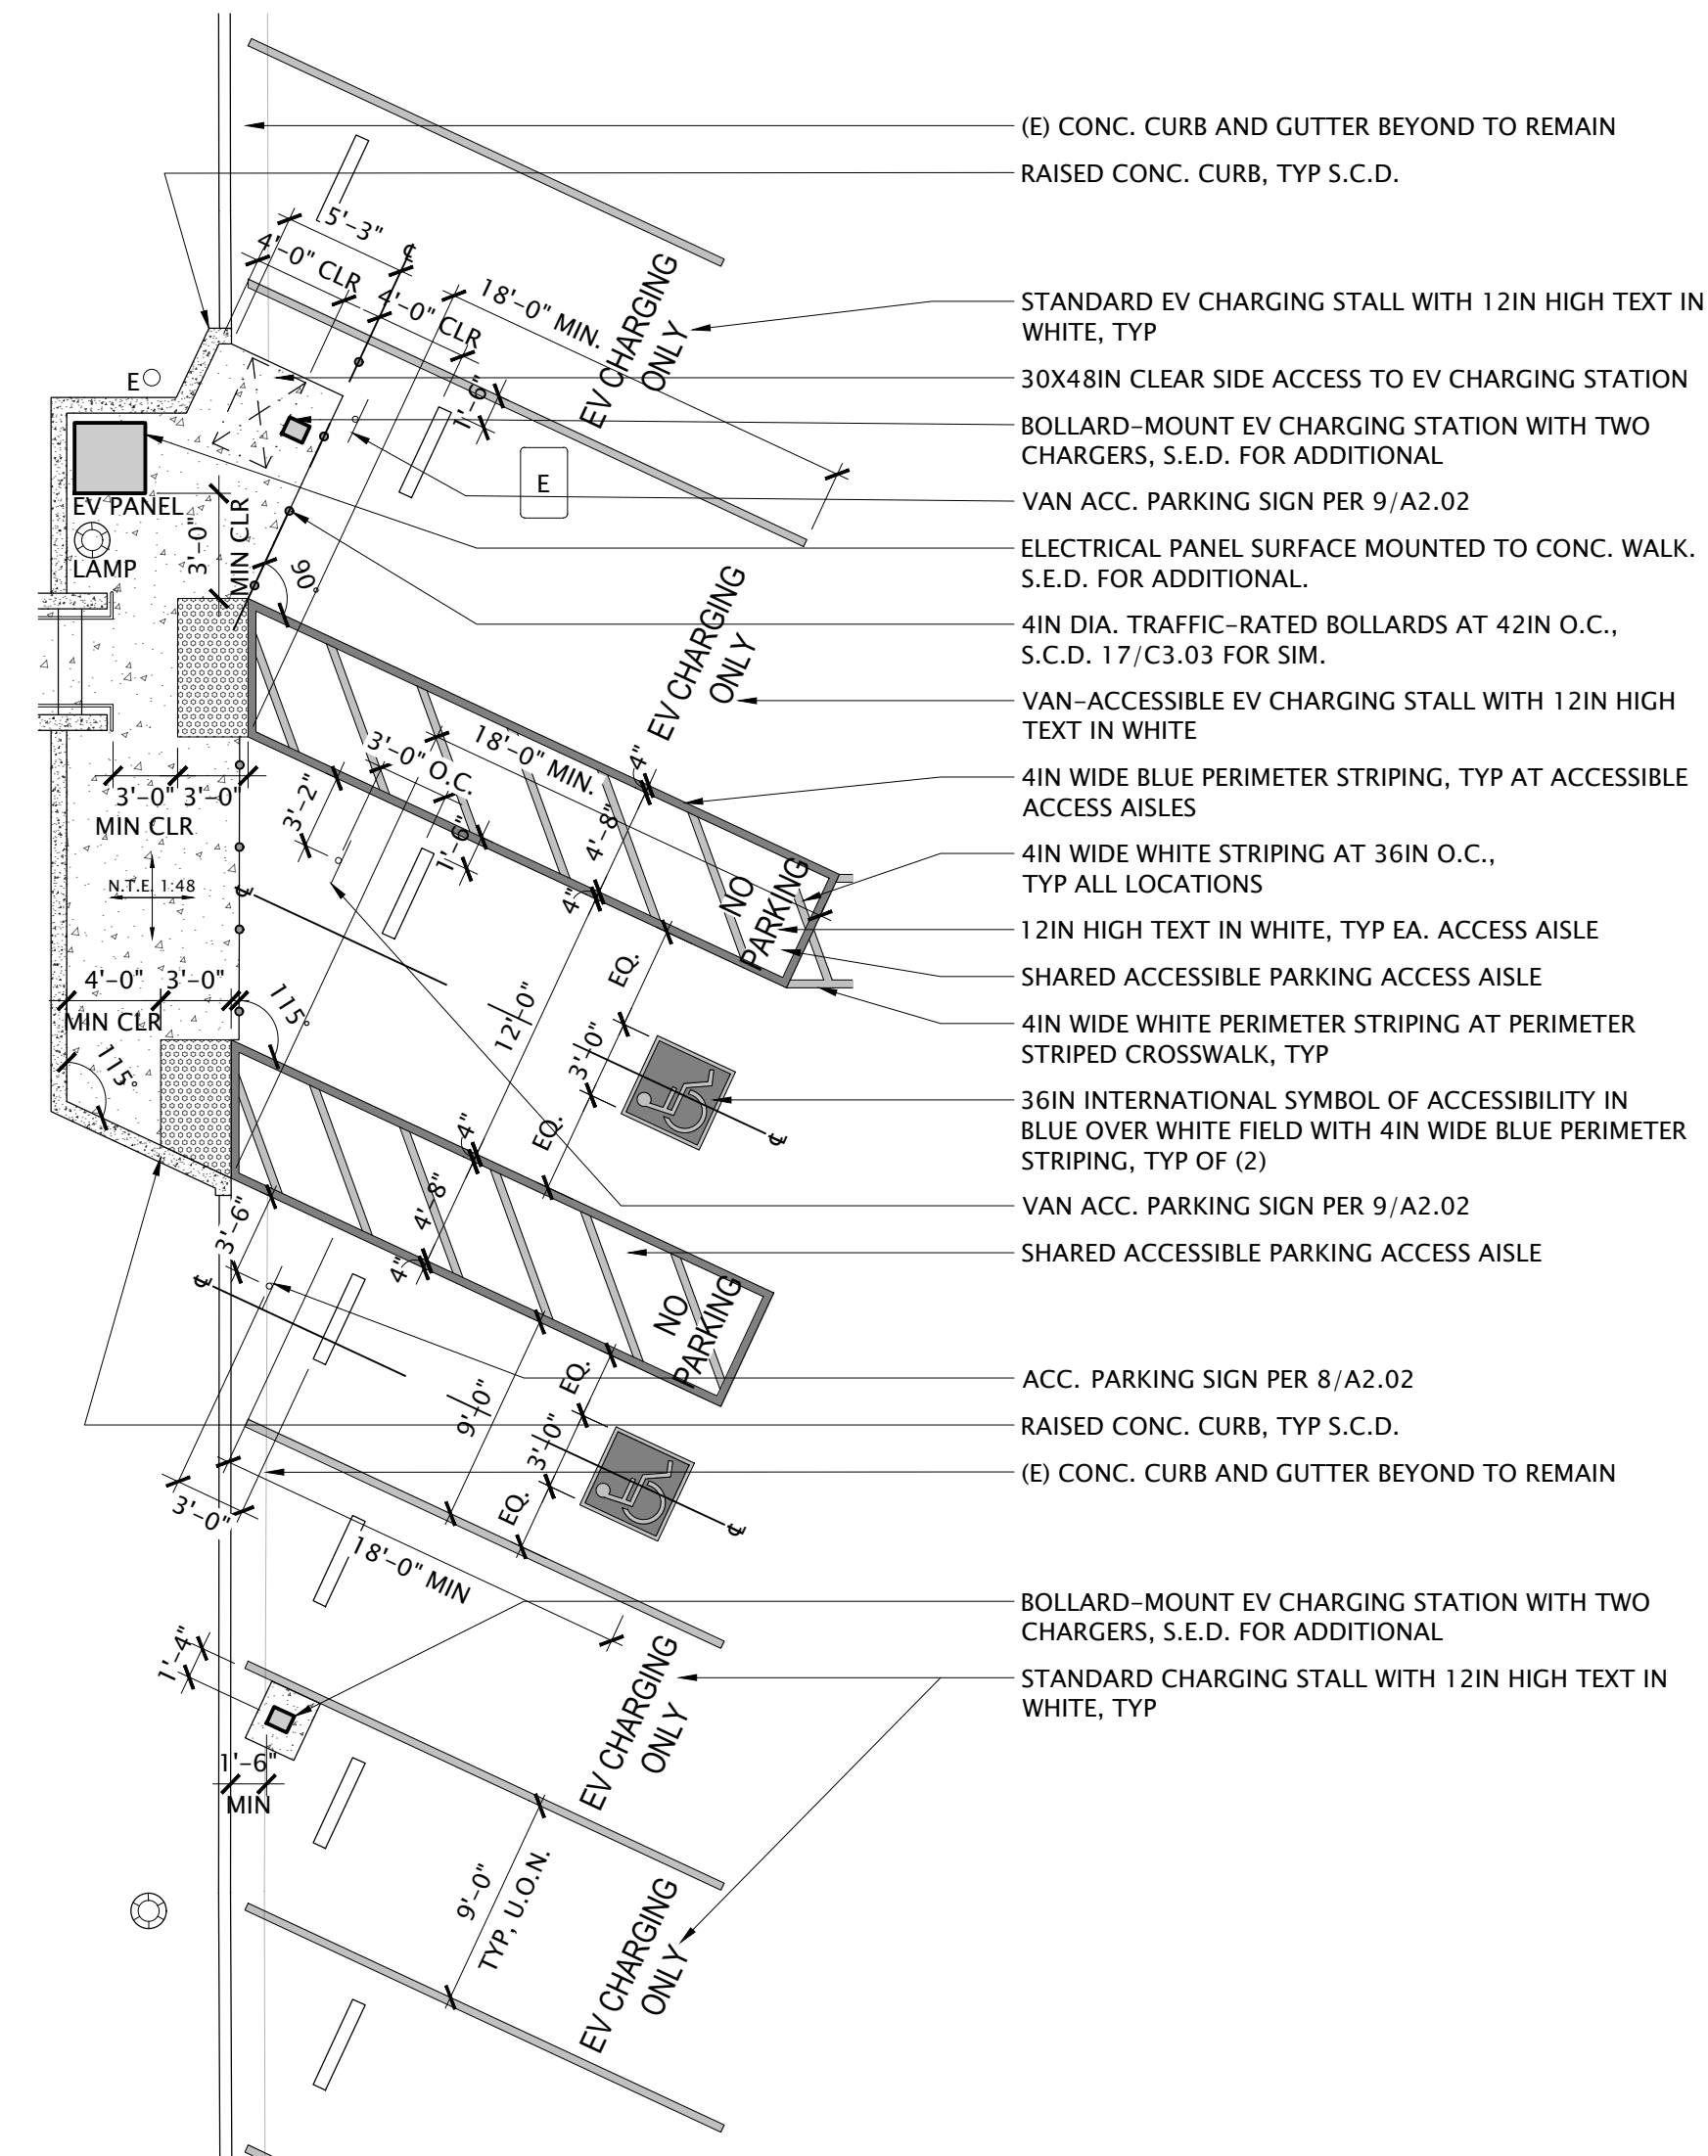 (E) CONC. CURB AND GUTTER BEYOND TO REMAIN
RAISED CONC. CURB, TYP S.C.D.
5'-3"
℄
4'-0" CLR
4'-0" CLR
18'-0" MIN.
1'-6"
EV CHARGING
ONLY
STANDARD EV CHARGING STALL WITH 12IN HIGH TEXT IN
WHITE, TYP
30X48IN CLEAR SIDE ACCESS TO EV CHARGING STATION
BOLLARD-MOUNT EV CHARGING STATION WITH TWO
CHARGERS, S.E.D. FOR ADDITIONAL
VAN ACC. PARKING SIGN PER 9/A2.02
ELECTRICAL PANEL SURFACE MOUNTED TO CONC. WALK.
S.E.D. FOR ADDITIONAL.
4IN DIA. TRAFFIC-RATED BOLLARDS AT 42IN O.C.,
S.C.D. 17/C3.03 FOR SIM.
E
E
EV PANEL
LAMP
3'-0"
MIN CLR
90°
EV CHARGING
ONLY
VAN-ACCESSIBLE EV CHARGING STALL WITH 12IN HIGH
TEXT IN WHITE
4IN WIDE BLUE PERIMETER STRIPING, TYP AT ACCESSIBLE
ACCESS AISLES
4IN WIDE WHITE STRIPING AT 36IN O.C.,
TYP ALL LOCATIONS
12IN HIGH TEXT IN WHITE, TYP EA. ACCESS AISLE
SHARED ACCESSIBLE PARKING ACCESS AISLE
4IN WIDE WHITE PERIMETER STRIPING AT PERIMETER
STRIPED CROSSWALK, TYP
36IN INTERNATIONAL SYMBOL OF ACCESSIBILITY IN
BLUE OVER WHITE FIELD WITH 4IN WIDE BLUE PERIMETER
STRIPING, TYP OF (2)
VAN ACC. PARKING SIGN PER 9/A2.02
SHARED ACCESSIBLE PARKING ACCESS AISLE
3'-0"
3'-0"
MIN CLR
3'-2"
3'-0" O.C.
18'-0" MIN.
1'-6"
4"
4'-8"
4"
NO
PARKING
N.T.E. 1:48
℄
4'-0"
3'-0"
MIN CLR
115°
115°
12'-0"
EQ.
3'-0"
EQ.
℄
4"
4'-8"
4"
NO
PARKING
3'-6"
℄
9'-0"
EQ.
3'-0"
EQ.
℄
3'-0"
18'-0" MIN
ACC. PARKING SIGN PER 8/A2.02
RAISED CONC. CURB, TYP S.C.D.
(E) CONC. CURB AND GUTTER BEYOND TO REMAIN
BOLLARD-MOUNT EV CHARGING STATION WITH TWO
CHARGERS, S.E.D. FOR ADDITIONAL
STANDARD CHARGING STALL WITH 12IN HIGH TEXT IN
WHITE, TYP
1'-4"
1'-6"
MIN
EV CHARGING
ONLY
9'-0"
TYP, U.O.N.
EV CHARGING
ONLY